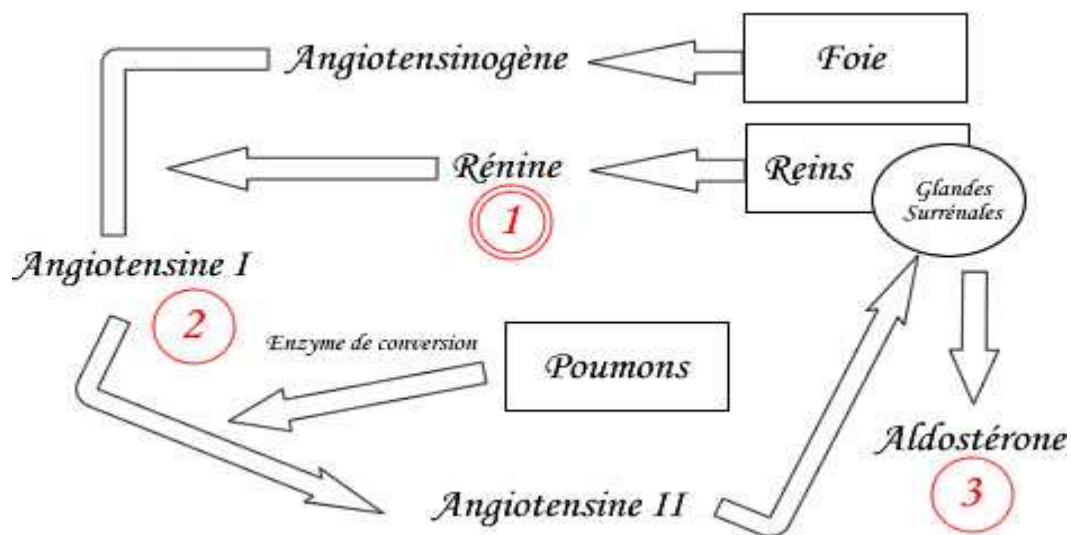 Angiotensinogène
Foie
Rénine
Reins
Glandes
Surrénales
1
Angiotensine I
2
Enzyme de conversion
Poumons
Aldostérone
3
Angiotensine II